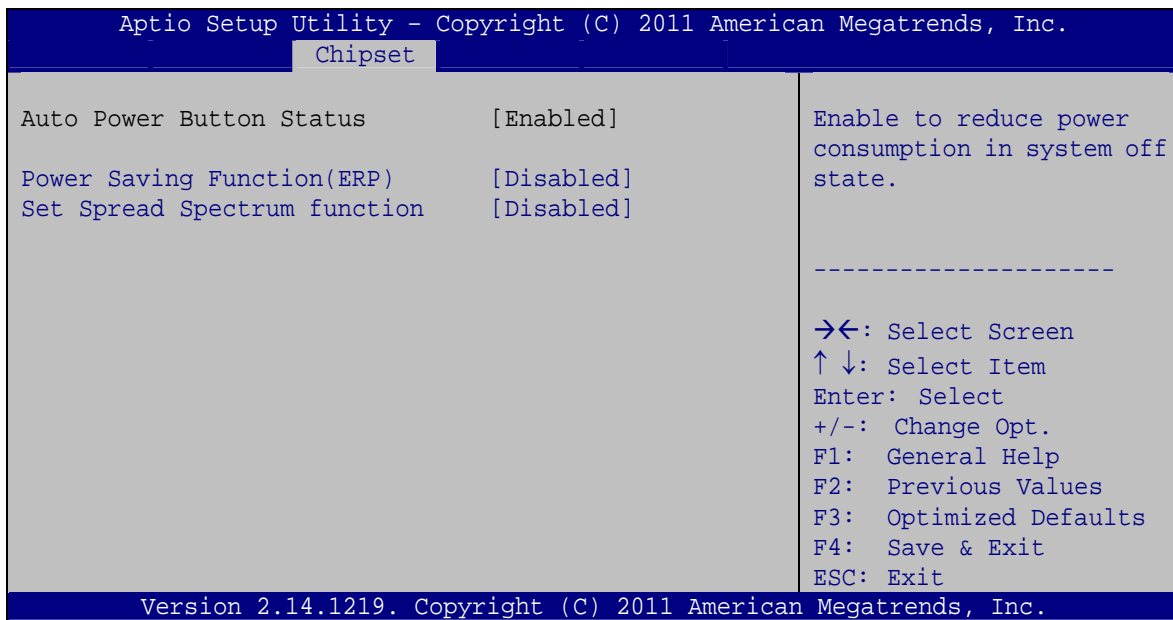 Aptio Setup Utility – Copyright (C) 2011 American Megatrends, Inc.
Chipset
Auto Power Button Status [Enabled]
Power Saving Function(ERP) [Disabled]
Set Spread Spectrum function [Disabled]
Enable to reduce power
consumption in system off
state.
---------------------
→←: Select Screen
↑ ↓: Select Item
Enter: Select
+/-: Change Opt.
F1: General Help
F2: Previous Values
F3: Optimized Defaults
F4: Save & Exit
ESC: Exit
Version 2.14.1219. Copyright (C) 2011 American Megatrends, Inc.